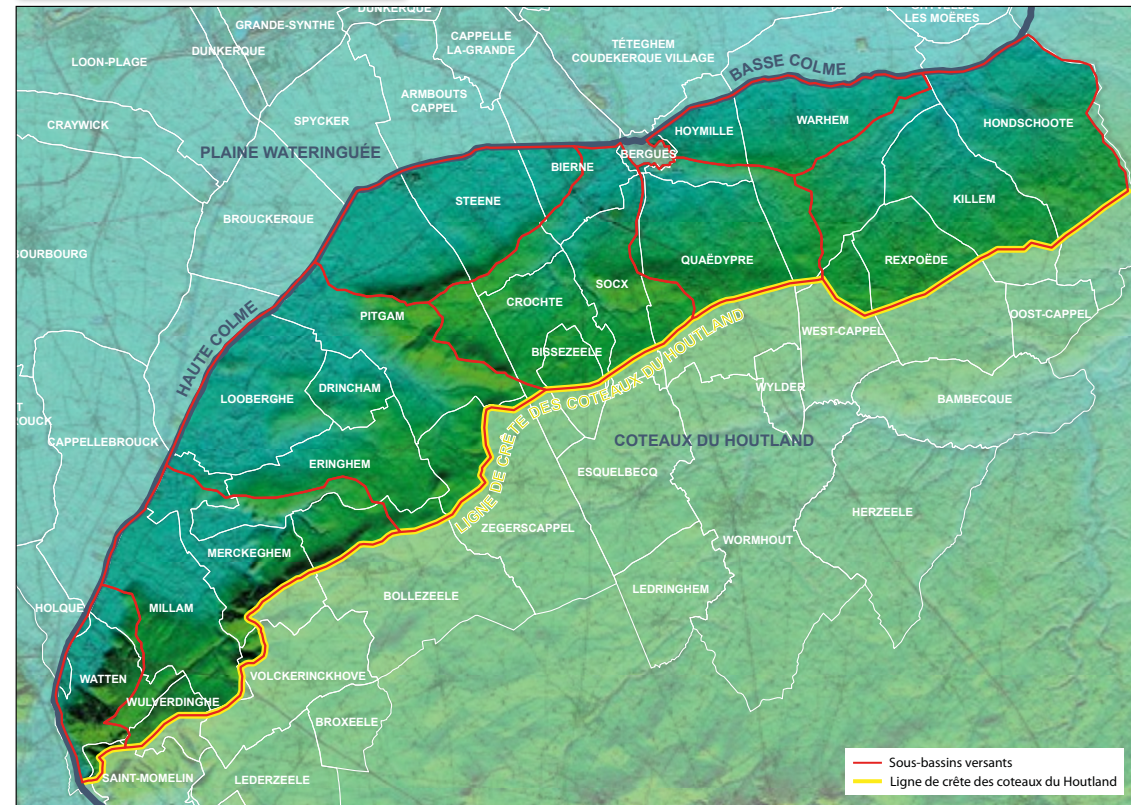 GRANDE-SYNTHE
DUNKERQUE
DUNKERQUE
LOON-PLAGE
CAPPELLE
LA-GRANDE
TÉTEGHEM
COUDEKERQUE VILLAGE
LES MOËRES
BASSE COLME
ARMBOUTS
CAPPEL
CRAYWICK
SPYCKER
HOYMILLE
WARHEM
HONDSCHOOTE
PLAINE WATERINGUÉE
BERGUES
BIERNE
STEENE
KILLEM
BROUCKERQUE
QUAËDYPRE
REXPOËDE
SOCX
CROCHTE
PITGAM
OOST-CAPPEL
WEST-CAPPEL
HAUTE COLME
BISSEZEELE
DRINCHAM
WYLDER
LOOBERGHE
BAMBECQUE
LIGNE DE CRÊTE DES COTEAUX DU HOUTLAND
CAPPELLEBROUCK
COTEAUX DU HOUTLAND
ERINGHEM
ESQUELBECQ
HERZEELE
ZEGERSCAPPEL
WORMHOUT
MERCKEGHEM
LEDRINGHEM
BOLLEZEELE
HOLQUE
MILLAM
VOLCKERINCKHOVE
WATTEN
WULVERDINGHE
BROXEELE
SAINT-MOMELIN
LEDERZEELE
Sous-bassins versants
Ligne de crête des coteaux du Houtland